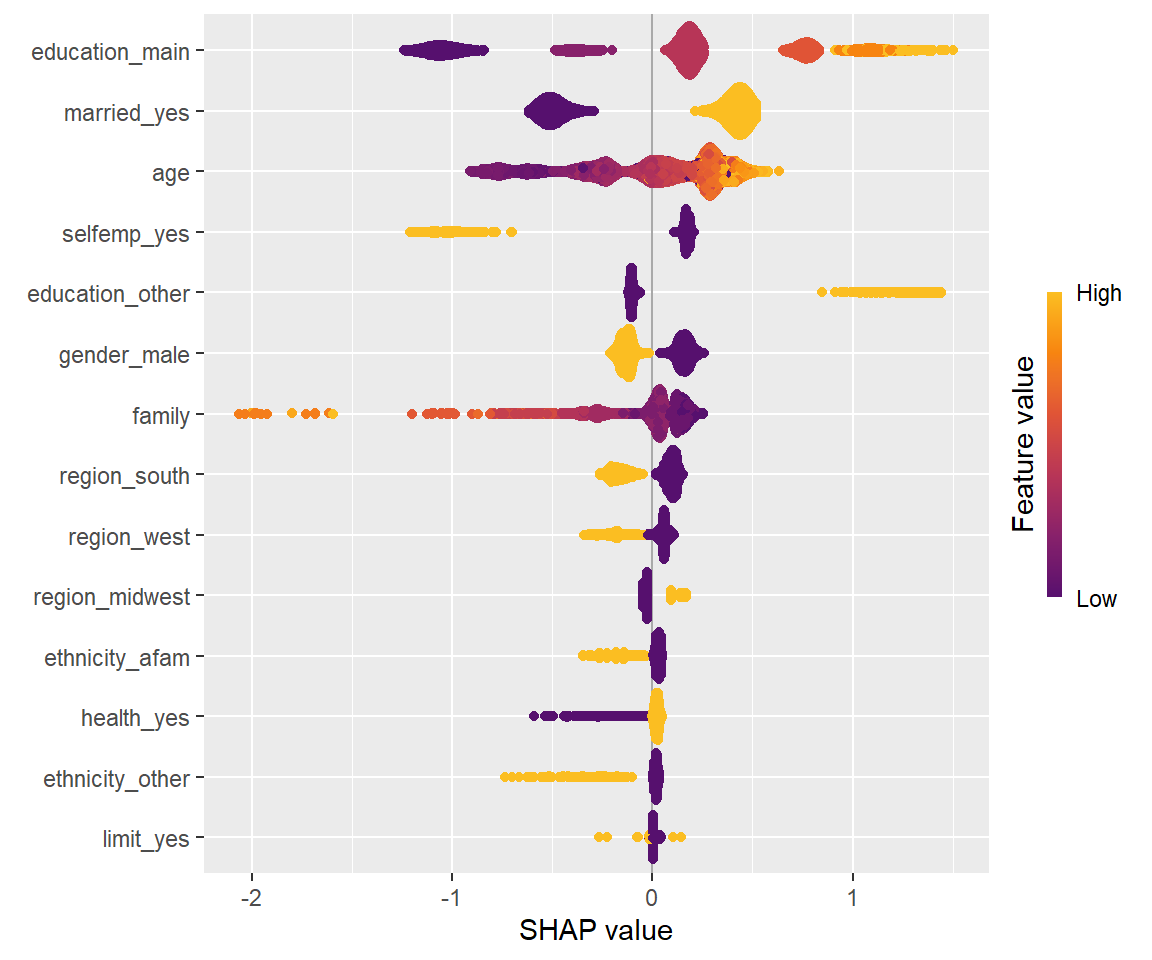 education_main
married_yes
age
selfemp_yes
education_other
gender_male
family
region_south
region_west
region_midwest
ethnicity_afam
health_yes
ethnicity_other
limit_yes
-2 -1 0 1
SHAP value
Feature value
High
Low